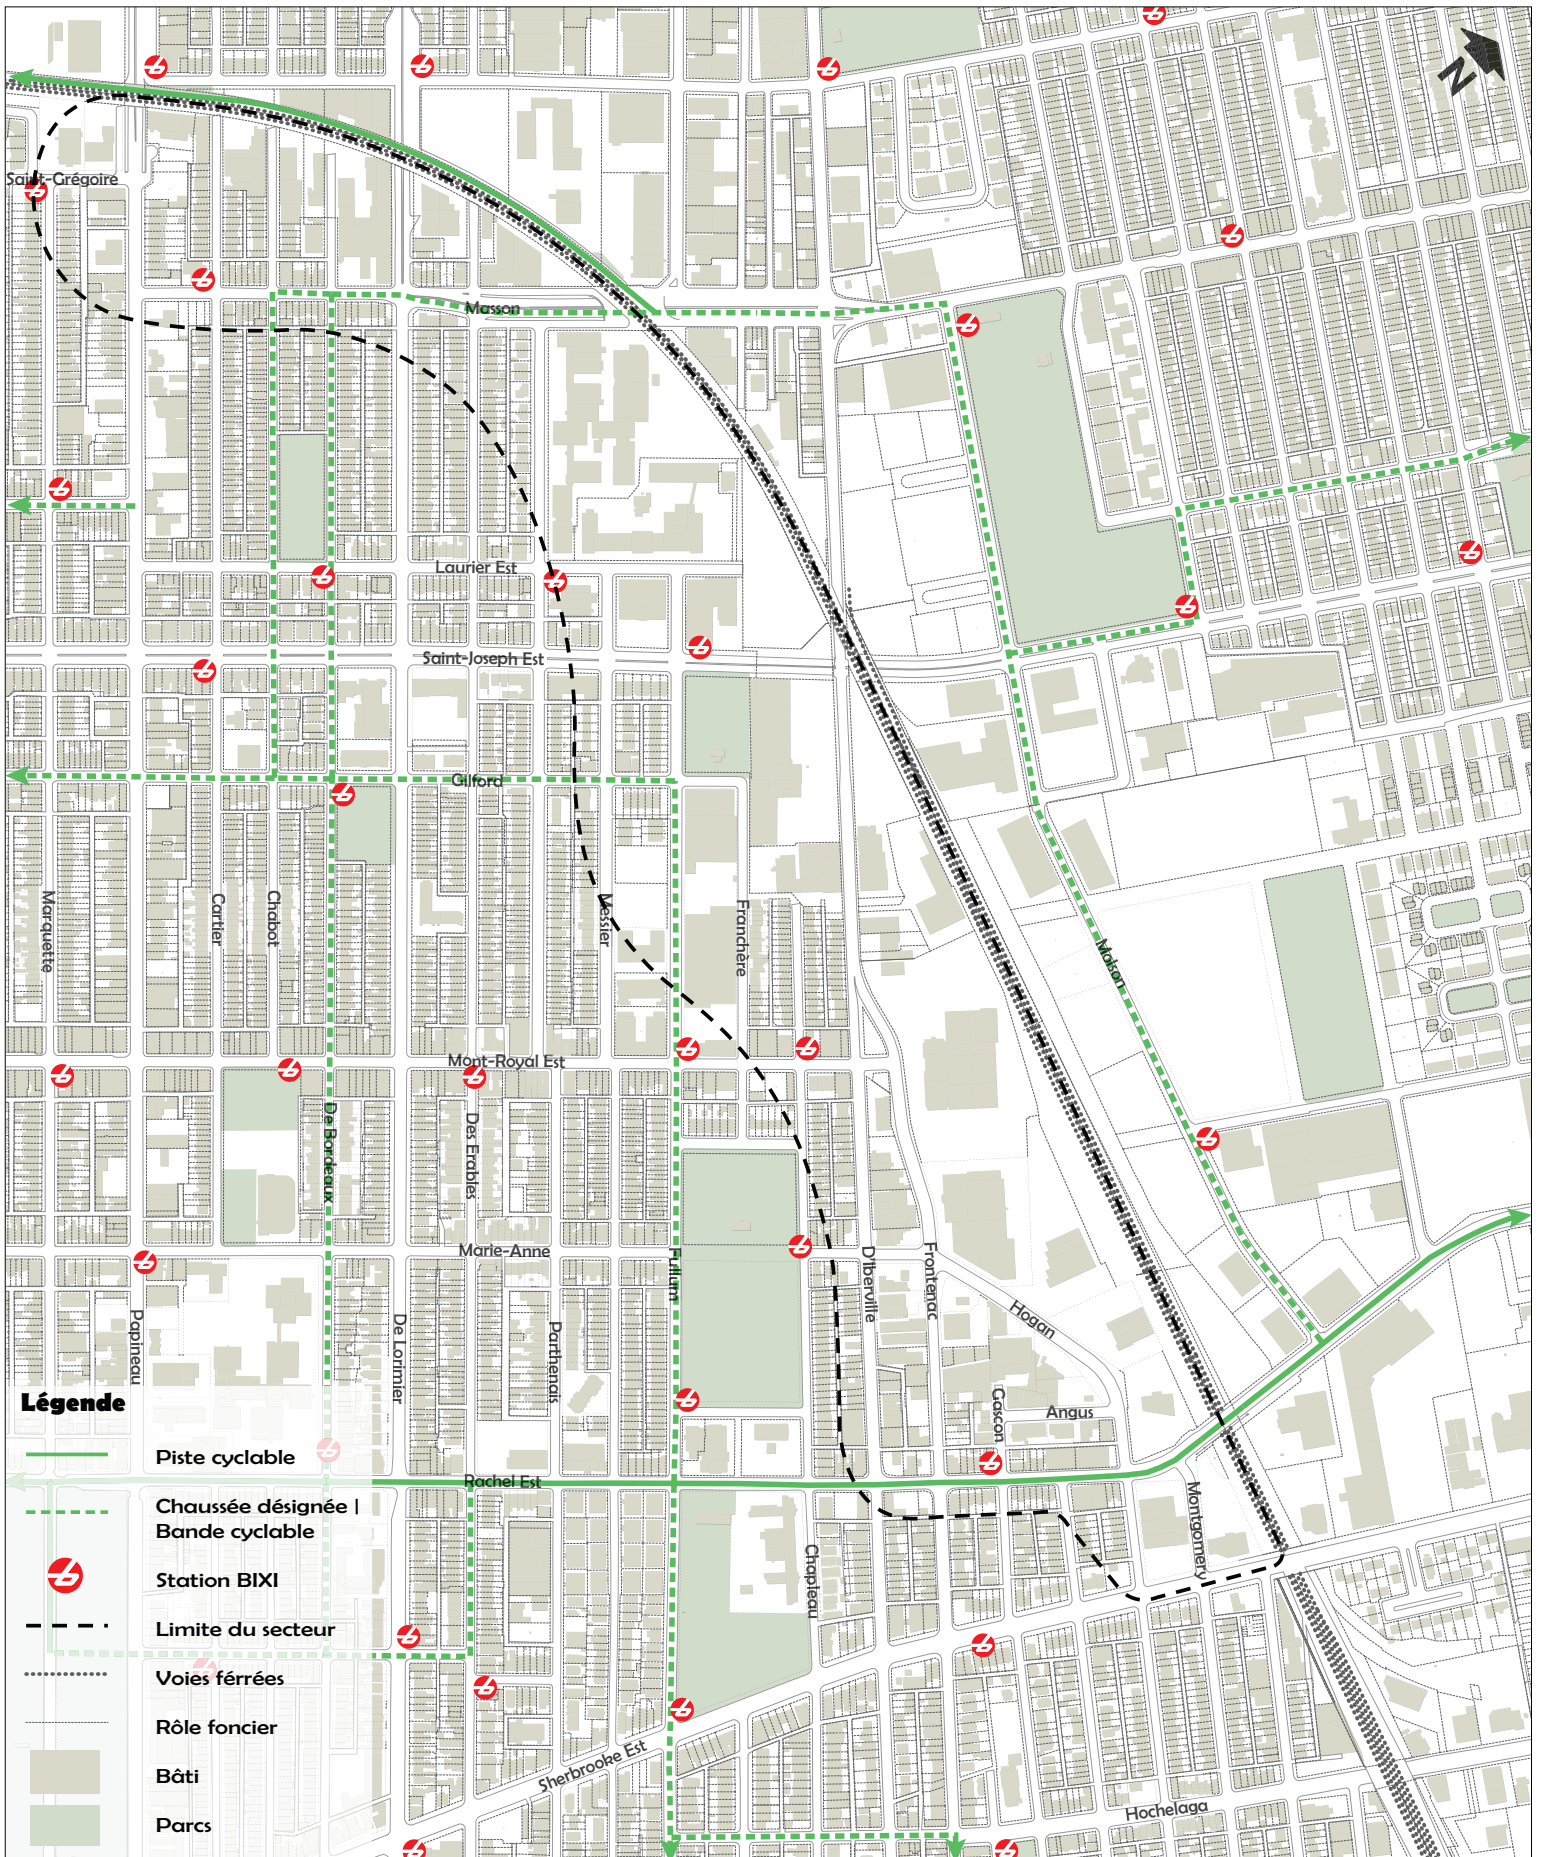 N
Saint-Grégoire
Masson
Laurier Est
Saint-Joseph Est
Gilford
Marquette
Cartier
Chabot
Messier
Franchère
Molson
Mont-Royal Est
De Bordeaux
Des Erables
Marie-Anne
Fullum
D'Iberville
Frontenac
Hogan
Papineau
De Lorimier
Parthenais
Gascon
Angus
Rachel Est
Montgomery
Chapleau
Sherbrooke Est
Hochelaga
Légende
Piste cyclable
Chaussée désignée |
Bande cyclable
Station BIXI
Limite du secteur
Voies férrées
Rôle foncier
Bâti
Parcs